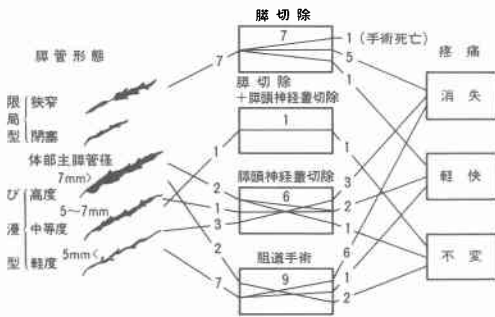 膵管形態
限局型
狭窄
閉塞
体部主膵管径
び漫型
7mm>
高度
5〜7mm
中等度
5mm<
軽度
7
1
2
1
3
2
7
膵切除
7
膵切除
+膵頭神経叢切除
1
膵頭神経叢切除
6
胆道手術
9
1(手術死亡)
5
1
1
3
1
2
6
1
2
疼痛
消失
軽快
不変